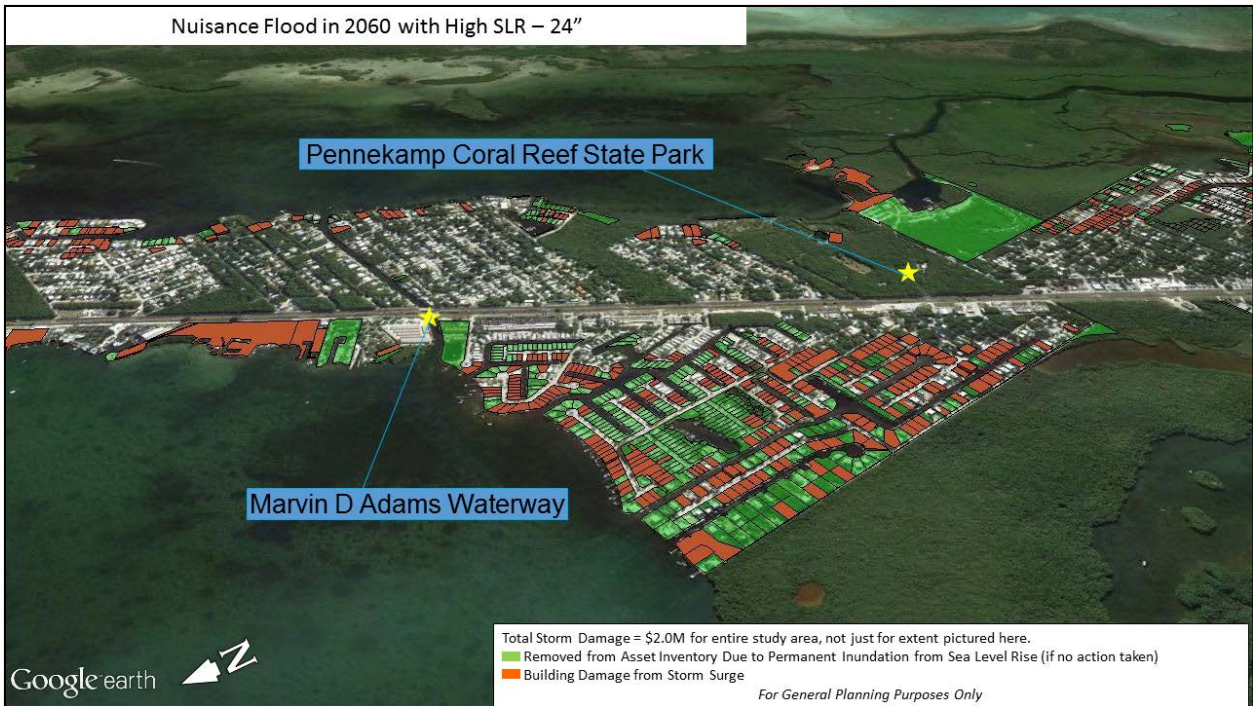 Nuisance Flood in 2060 with High SLR – 24”
Pennekamp Coral Reef State Park
Marvin D Adams Waterway
Total Storm Damage = $2.0M for entire study area, not just for extent pictured here.
Removed from Asset Inventory Due to Permanent Inundation from Sea Level Rise (if no action taken)
Building Damage from Storm Surge
For General Planning Purposes Only
Google earth
N